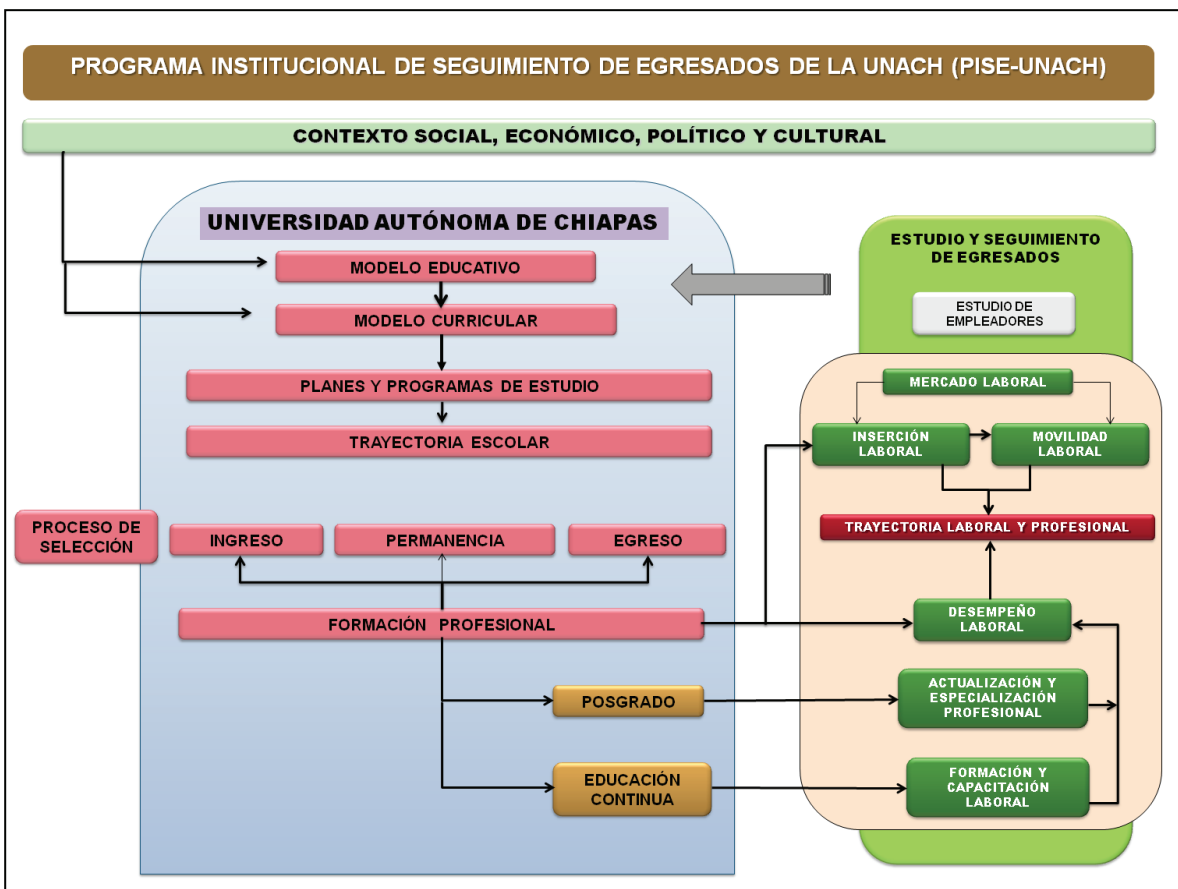 PROGRAMA INSTITUCIONAL DE SEGUIMIENTO DE EGRESADOS DE LA UNACH (PISE-UNACH)
CONTEXTO SOCIAL, ECONÓMICO, POLÍTICO Y CULTURAL
UNIVERSIDAD AUTÓNOMA DE CHIAPAS
MODELO EDUCATIVO
MODELO CURRICULAR
PLANES Y PROGRAMAS DE ESTUDIO
TRAYECTORIA ESCOLAR
PROCESO DE
SELECCIÓN
INGRESO
PERMANENCIA
EGRESO
FORMACIÓN PROFESIONAL
POSGRADO
EDUCACIÓN
CONTINUA
ESTUDIO Y SEGUIMIENTO
DE EGRESADOS
ESTUDIO DE
EMPLEADORES
MERCADO LABORAL
INSERCIÓN
LABORAL
MOVILIDAD
LABORAL
TRAYECTORIA LABORAL Y PROFESIONAL
DESEMPEÑO
LABORAL
ACTUALIZACIÓN Y
ESPECIALIZACIÓN
PROFESIONAL
FORMACIÓN Y
CAPACITACIÓN
LABORAL